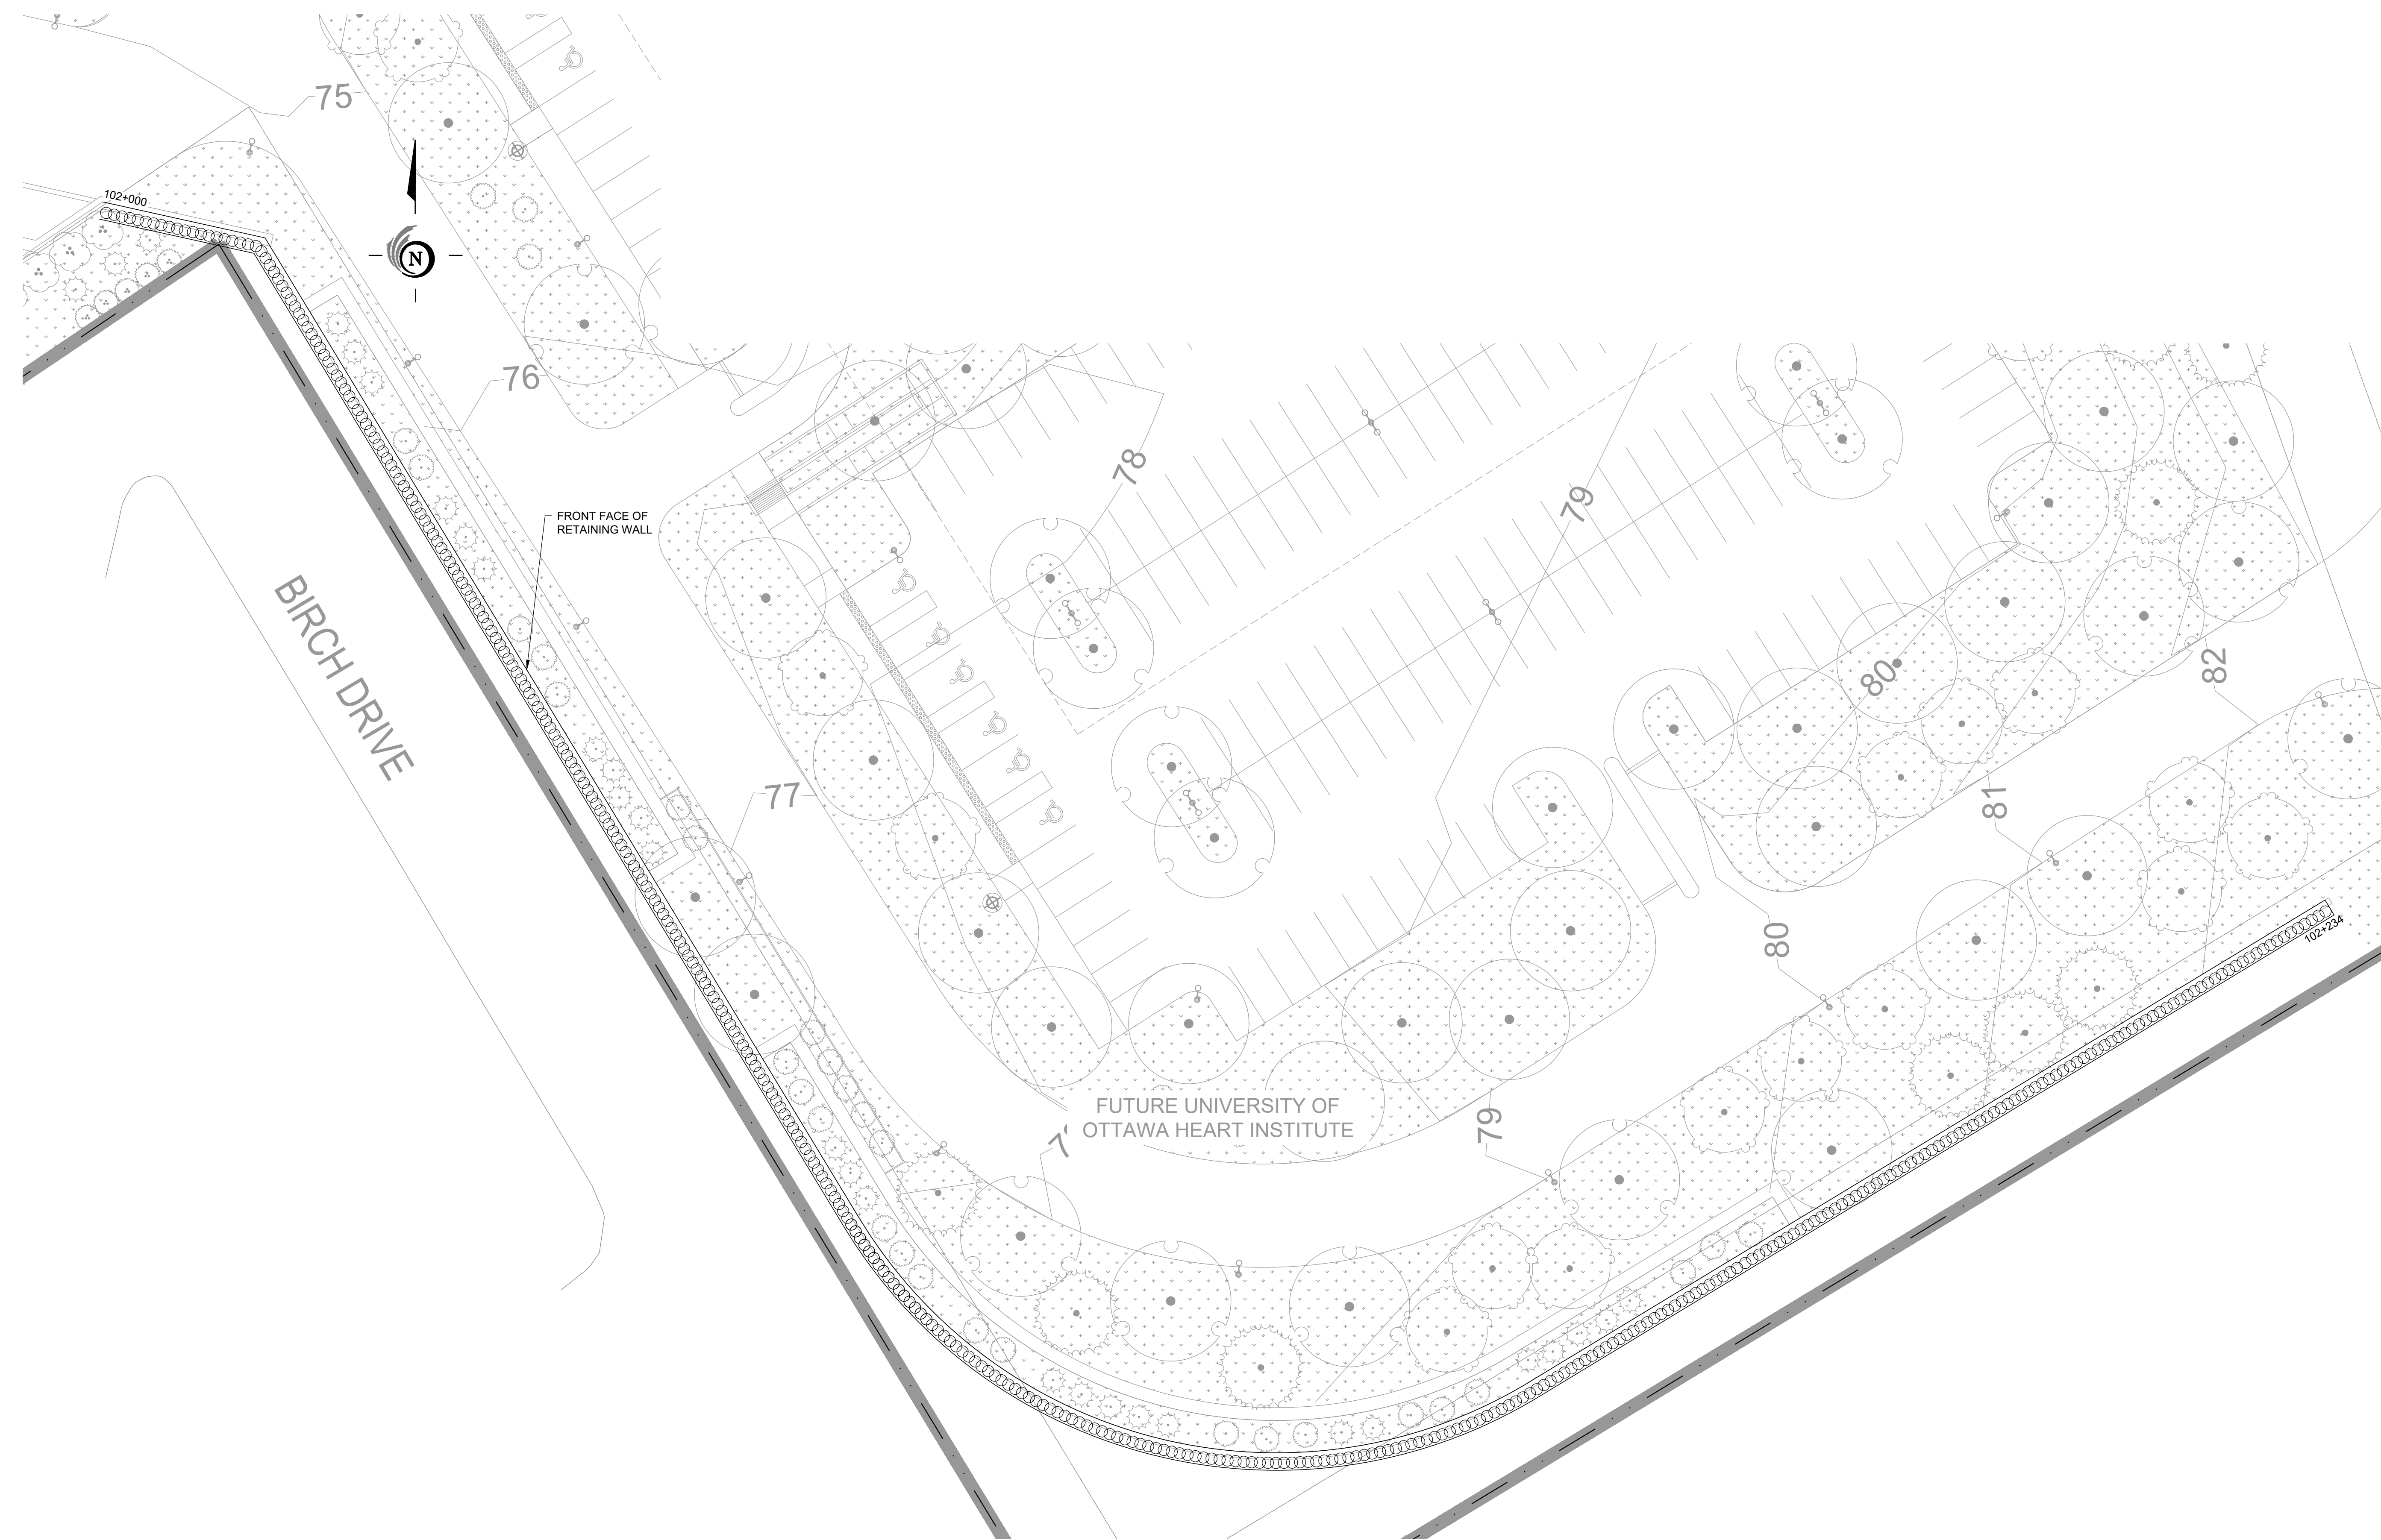 75
102+000
N
76
78
79
FRONT FACE OF
RETAINING WALL
BIRCH DRIVE
80
82
77
81
80
102+234
FUTURE UNIVERSITY OF
OTTAWA HEART INSTITUTE
79